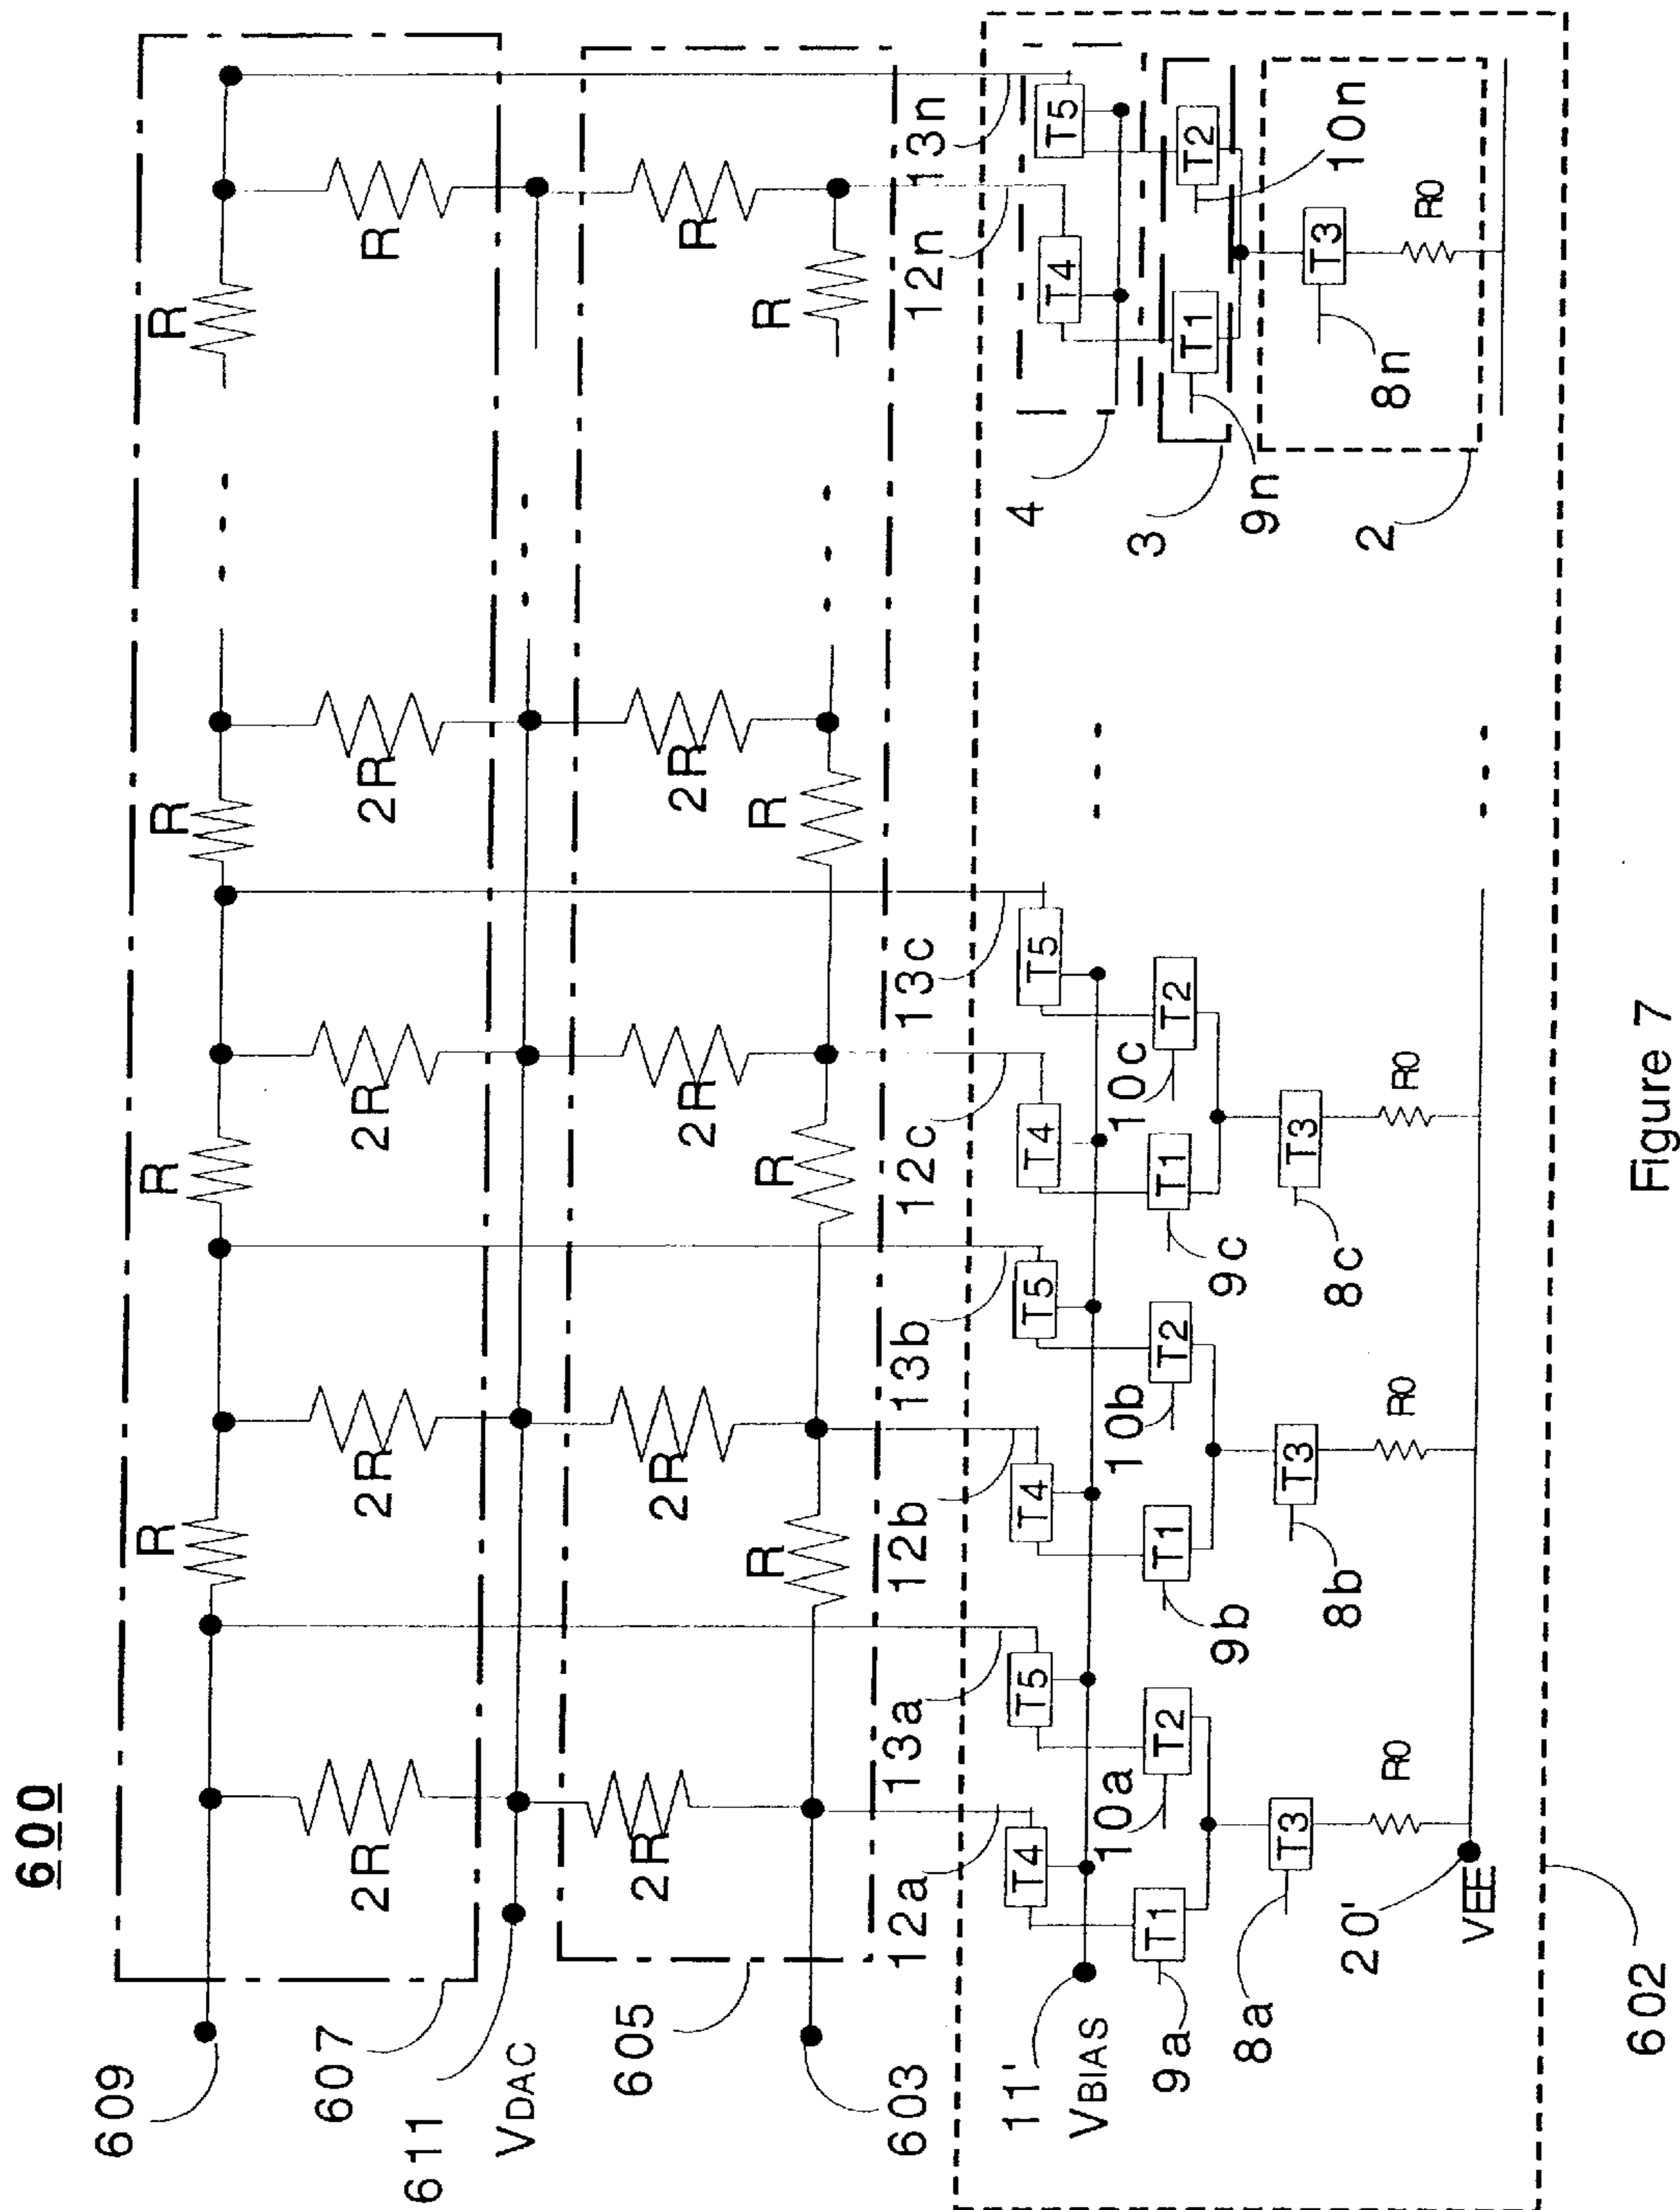 600
609
R
R
R
R
R
2R
2R
2R
2R
R
607
611
VDAC
2R
2R
2R
2R
R
605
R
R
R
R
603
12a
13a
12b
13b
12c
13c
12n
13n
11'
VBIAS
T4
T5
T4
T5
T4
T5
T4
T5
4
9a
T1
10a
T2
9b
T1
10b
T2
9c
T1
10c
T2
3
9n
T1
T2
10n
8a
T3
8b
T3
8c
T3
8n
T3
2
R0
R0
R0
R0
20'
VEE
602
Figure 7